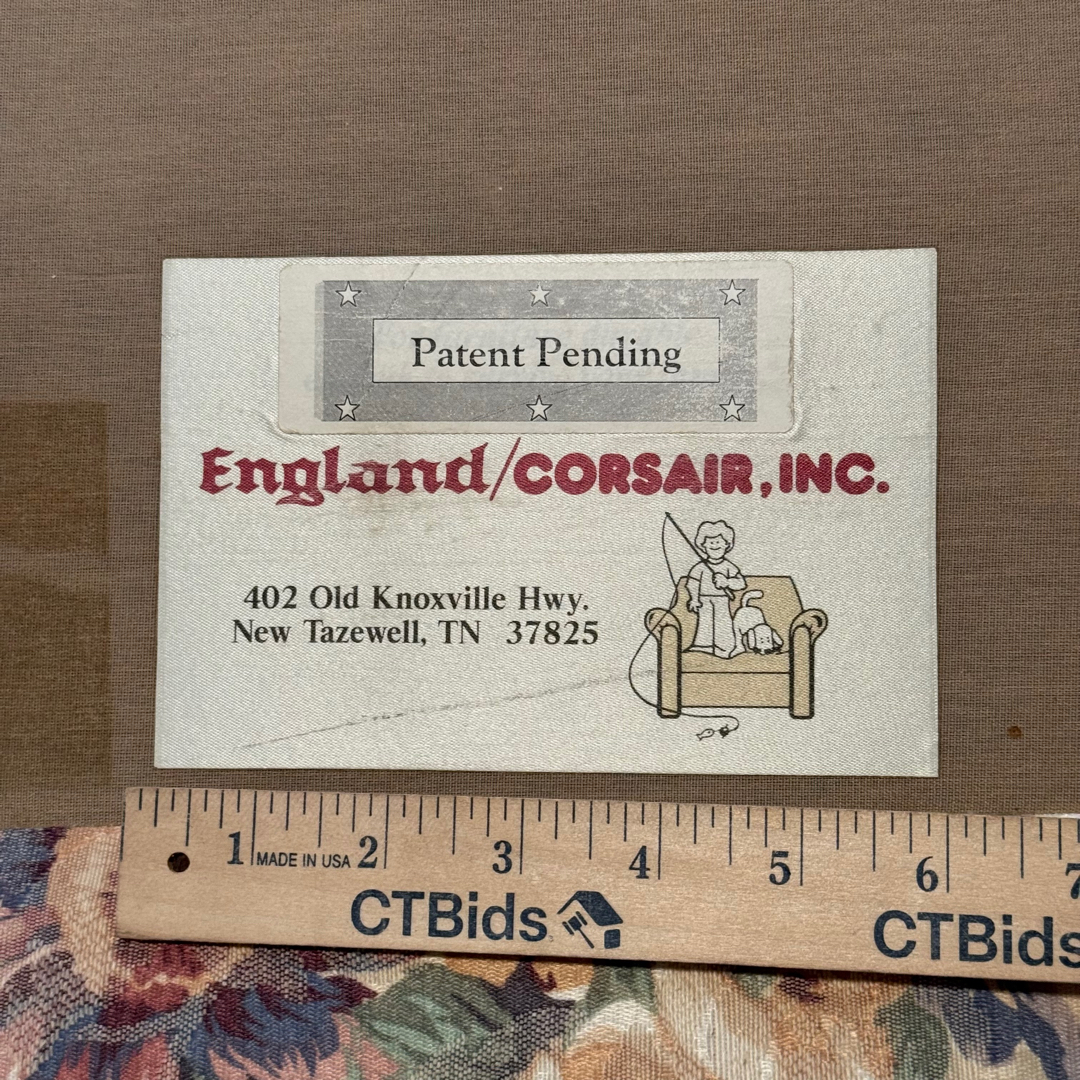 Patent Pending
England/CORSAIR, INC.
402 Old Knoxville Hwy.
New Tazewell, TN 37825
1 MADE IN USA 2 3 4 5 6 7
CTBids CTBids